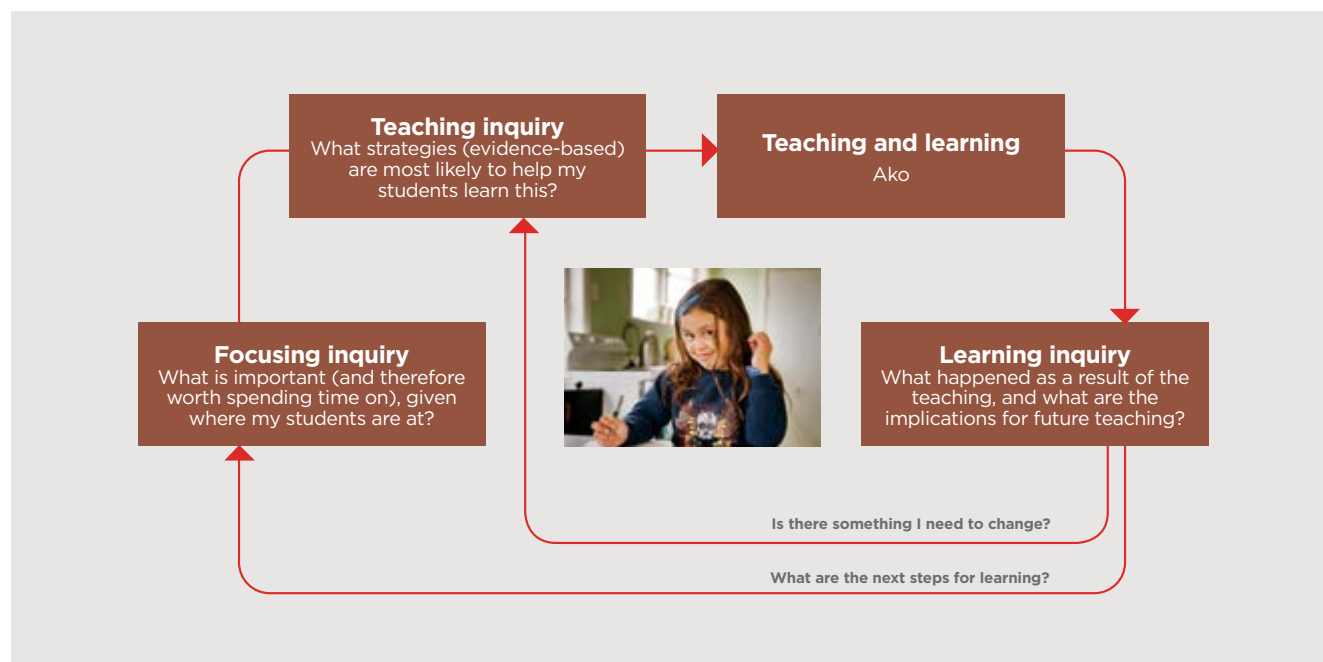 Teaching inquiry
What strategies (evidence-based)
are most likely to help my
students learn this?
Teaching and learning
Ako
Focusing inquiry
What is important (and therefore
worth spending time on), given
where my students are at?
Learning inquiry
What happened as a result of the
teaching, and what are the
implications for future teaching?
Is there something I need to change?
What are the next steps for learning?